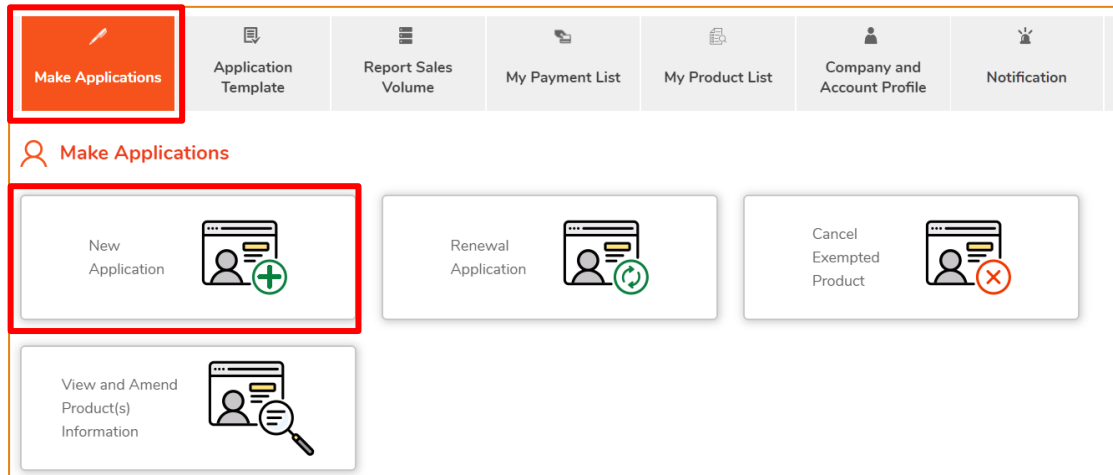 Make Applications
Application
Template
Report Sales
Volume
My Payment List
My Product List
Company and
Account Profile
Notification
Make Applications
New
Application
Renewal
Application
Cancel
Exempted
Product
View and Amend
Product(s)
Information